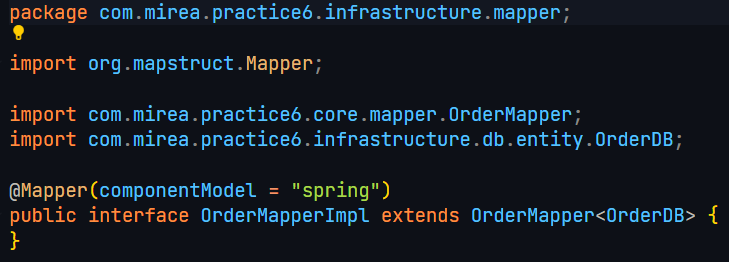 package com.mirea.practice6.infrastructure.mapper;
import org.mapstruct.Mapper;
import com.mirea.practice6.core.mapper.OrderMapper;
import com.mirea.practice6.infrastructure.db.entity.OrderDB;
@Mapper(componentModel = "spring")
public interface OrderMapperImpl extends OrderMapper<OrderDB> {
}